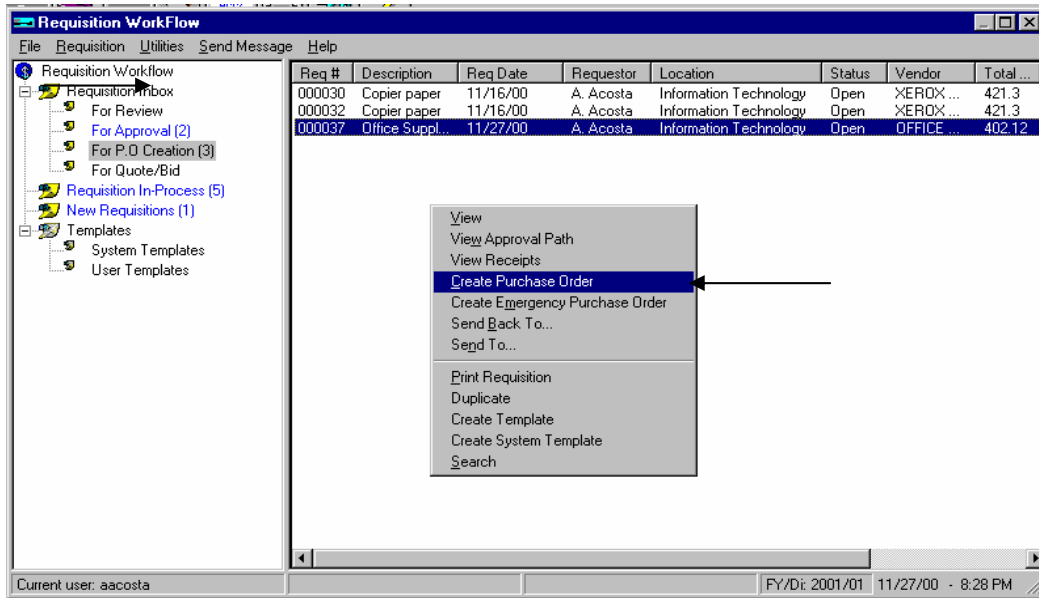 Requisition WorkFlow
File Requisition Utilities Send Message Help
Requisition Workflow
Requisition Inbox
For Review
For Approval (2)
For P.O Creation (3)
For Quote/Bid
Requisition In-Process (5)
New Requisitions (1)
Templates
System Templates
User Templates
Req # Description Req Date Requestor Location Status Vendor Total ...
000030 Copier paper 11/16/00 A. Acosta Information Technology Open XEROX ... 421.3
000032 Copier paper 11/16/00 A. Acosta Information Technology Open XEROX ... 421.3
000037 Office Suppl... 11/27/00 A. Acosta Information Technology Open OFFICE ... 402.12
View
View Approval Path
View Receipts
Create Purchase Order
Create Emergency Purchase Order
Send Back To...
Send To...
Print Requisition
Duplicate
Create Template
Create System Template
Search
Current user: aacosta FY/Di: 2001/01 11/27/00 - 8:28 PM